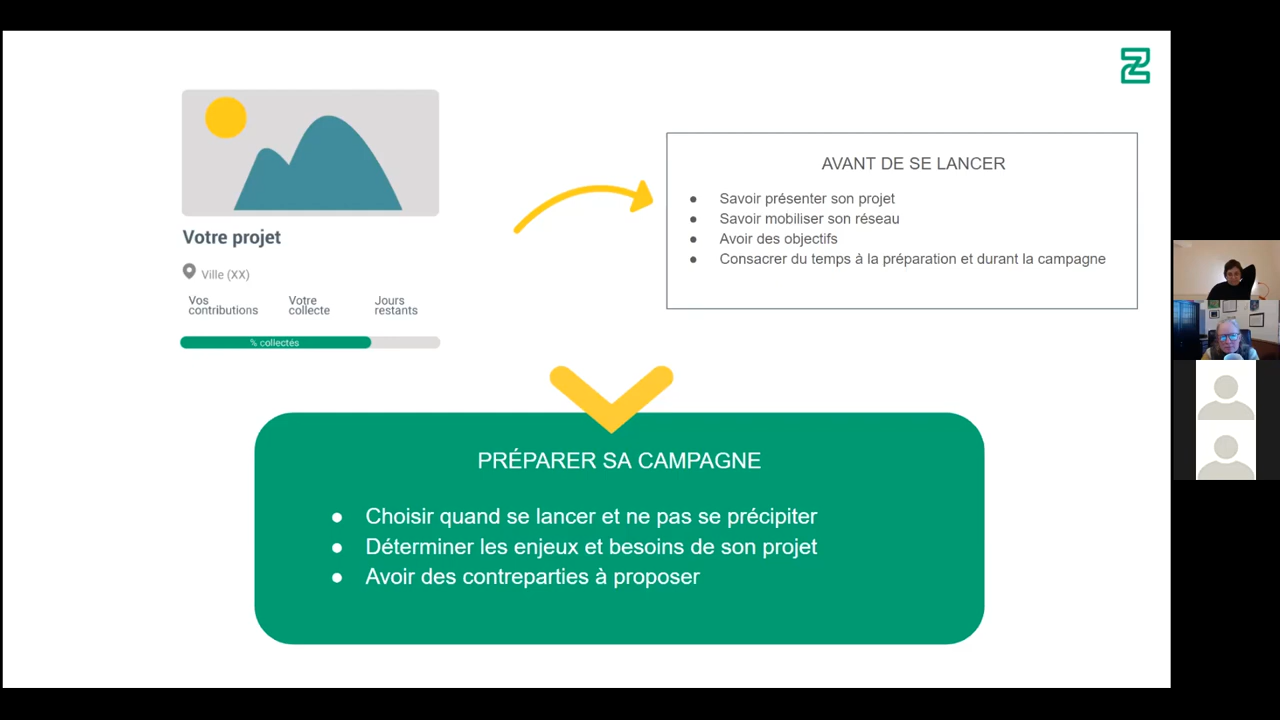 Votre projet
Ville (XX)
Vos contributions
Votre collecte
Jours restants
% collectés
AVANT DE SE LANCER
● Savoir présenter son projet
● Savoir mobiliser son réseau
● Avoir des objectifs
● Consacrer du temps à la préparation et durant la campagne
PRÉPARER SA CAMPAGNE
● Choisir quand se lancer et ne pas se précipiter
● Déterminer les enjeux et besoins de son projet
● Avoir des contreparties à proposer